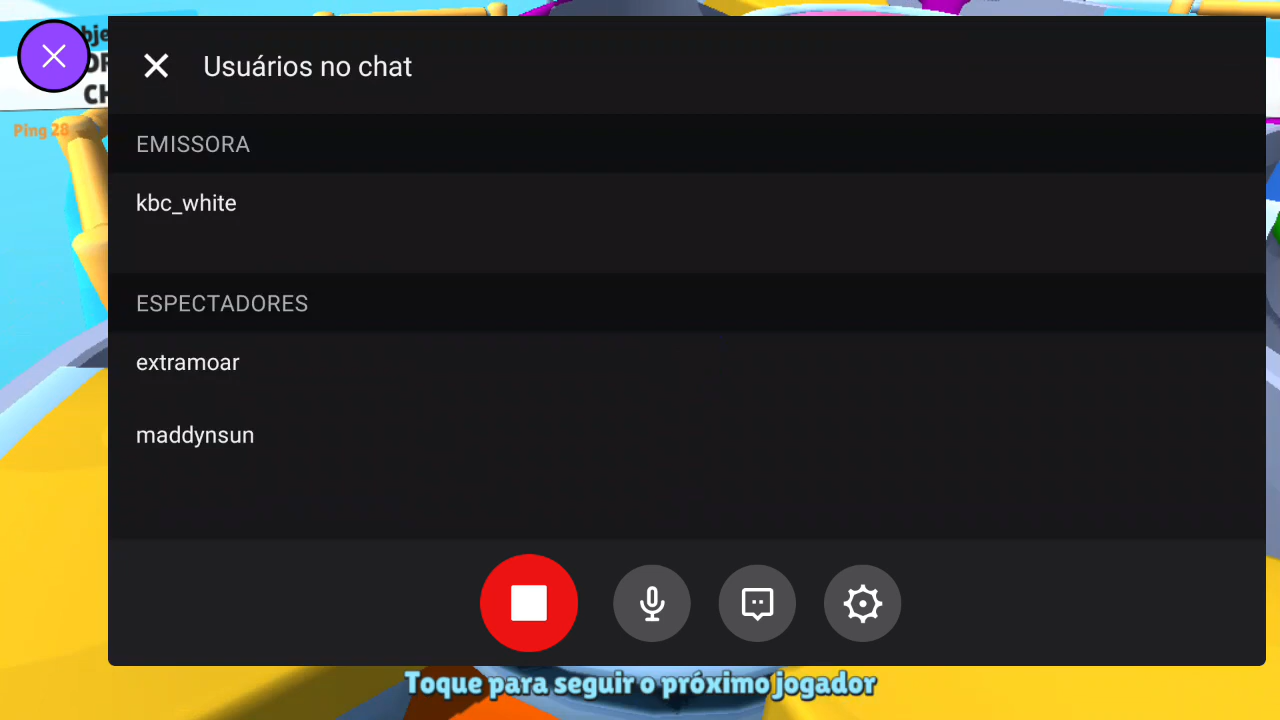 Usuários no chat
Ping 28
EMISSORA
kbc_white
ESPECTADORES
extramoar
maddynsun
Toque para seguir o próximo jogador